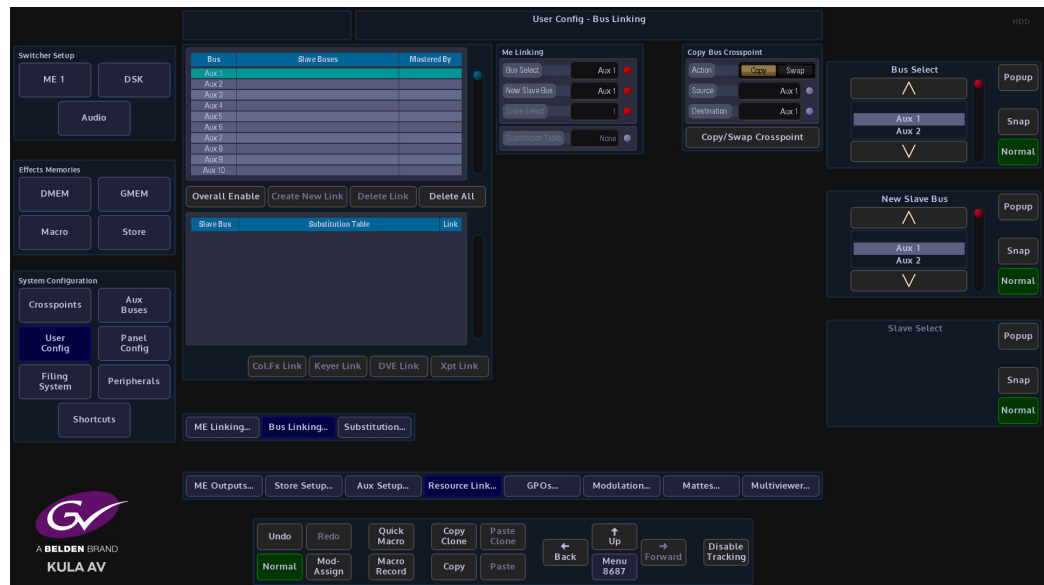 User Config - Bus Linking
HDD
Switcher Setup
ME 1
DSK
Audio
Effects Memories
DMEM
GMEM
Macro
Store
System Configuration
Crosspoints
Aux
Buses
User
Config
Panel
Config
Filing
System
Peripherals
Shortcuts
Bus Slave Buses Mastered By
Aux 1
Aux 2
Aux 3
Aux 4
Aux 5
Aux 6
Aux 7
Aux 8
Aux 9
Aux 10
Overall Enable Create New Link Delete Link Delete All
Slave Bus Substitution Table Link
CoLFx Link Keyer Link DVE Link Xpt Link
ME Linking... Bus Linking... Substitution...
Me Linking
Bus Select Aux 1
New Slave Bus Aux 1
Slave Select 1
Substitution Table None
Copy Bus Crosspoint
Action Copy Swap
Source Aux 1
Destination Aux 1
Copy/Swap Crosspoint
Bus Select
Aux 1
Aux 2
Popup
Snap
Normal
New Slave Bus
Aux 1
Aux 2
Popup
Snap
Normal
Slave Select
Popup
Snap
Normal
ME Outputs... Store Setup... Aux Setup... Resource Link... GPOs... Modulation... Mattes... Multiviewer...
GV
A BELDEN BRAND
KULA AV
Undo
Redo
Quick
Macro
Copy
Clone
Paste
Clone
Normal
Mod-
Assign
Macro
Record
Copy
Paste
Back
Up
Menu
8687
Forward
Disable
Tracking